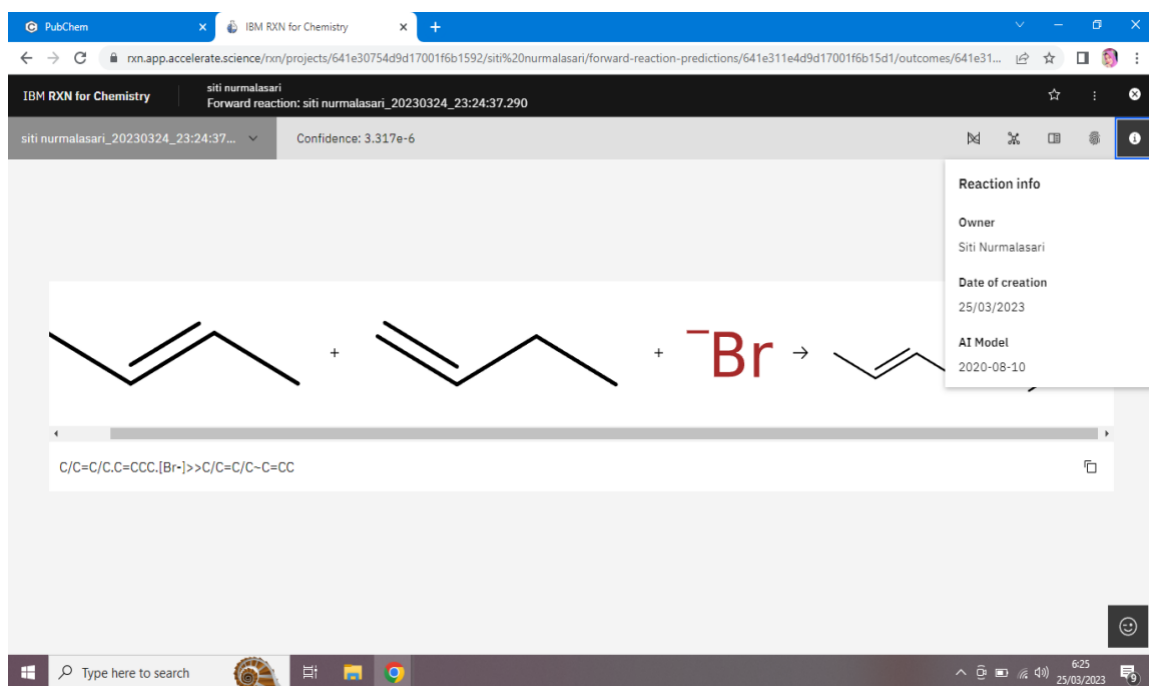 PubChem
IBM RXN for Chemistry
rxn.app.accelerate.science/rxn/projects/641e30754d9d17001f6b1592/siti%20nurmalasari/forward-reaction-predictions/641e311e4d9d17001f6b15d1/outcomes/641e31...
IBM RXN for Chemistry
siti nurmalasari
Forward reaction: siti nurmalasari_20230324_23:24:37.290
siti nurmalasari_20230324_23:24:37...
Confidence: 3.317e-6
Reaction info
Owner
Siti Nurmalasari
Date of creation
25/03/2023
AI Model
2020-08-10
+ + ⁻Br →
C/C=C/C.C=CCC.[Br-]>>C/C=C/C~C=CC
Type here to search
6:25
25/03/2023
9